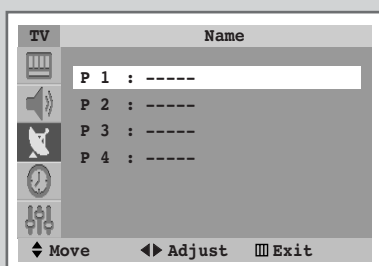 TV Name
P 1 : -----
P 2 : -----
P 3 : -----
P 4 : -----
Move Adjust Exit